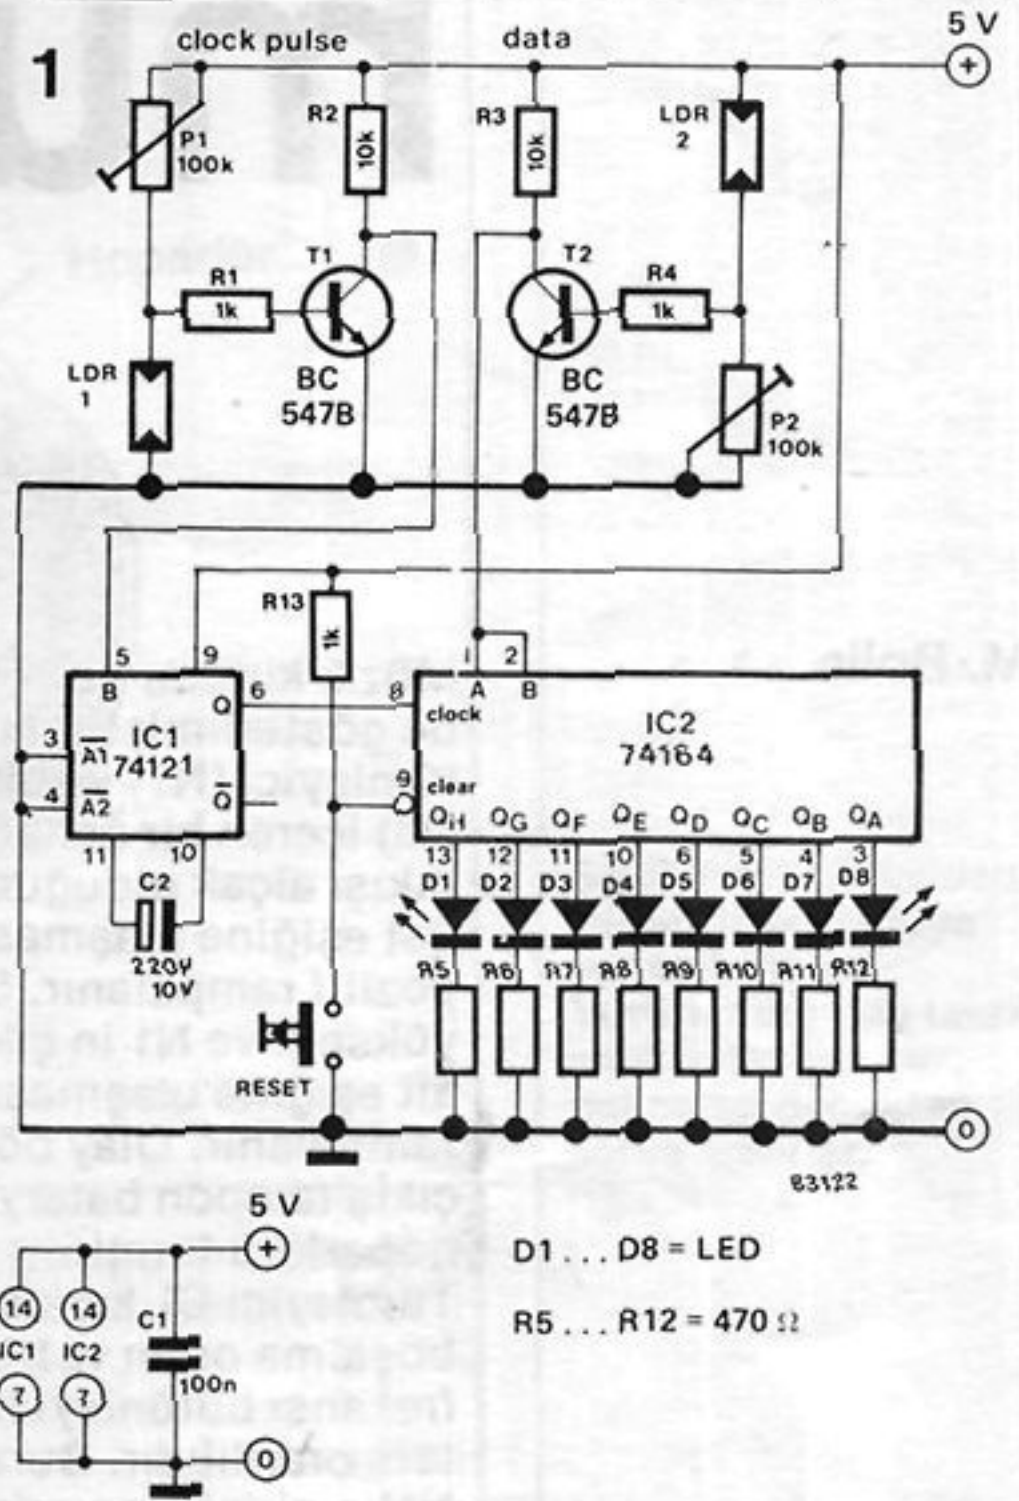 1
clock pulse
data
5 V
+
P1
100k
R2
10k
R3
10k
LDR
2
T1
T2
R1
1k
R4
1k
LDR
1
BC
547B
BC
547B
P2
100k
R13
1k
5
9
1
2
B
Q
6
8
A
B
clock
IC1
74121
IC2
74164
3
A̅1̅
4
A̅2̅
Q̅
9
clear
11
10
QH
QG
QF
QE
QD
QC
QB
QA
13
12
11
10
6
5
4
3
D1
D2
D3
D4
D5
D6
D7
D8
C2
10V
R5
R6
R7
R8
R9
R10
R11
R12
RESET
0
83122
5 V
+
D1 ... D8 = LED
14
14
C1
R5 ... R12 = 470 Ω
IC1
IC2
100n
7
7
0